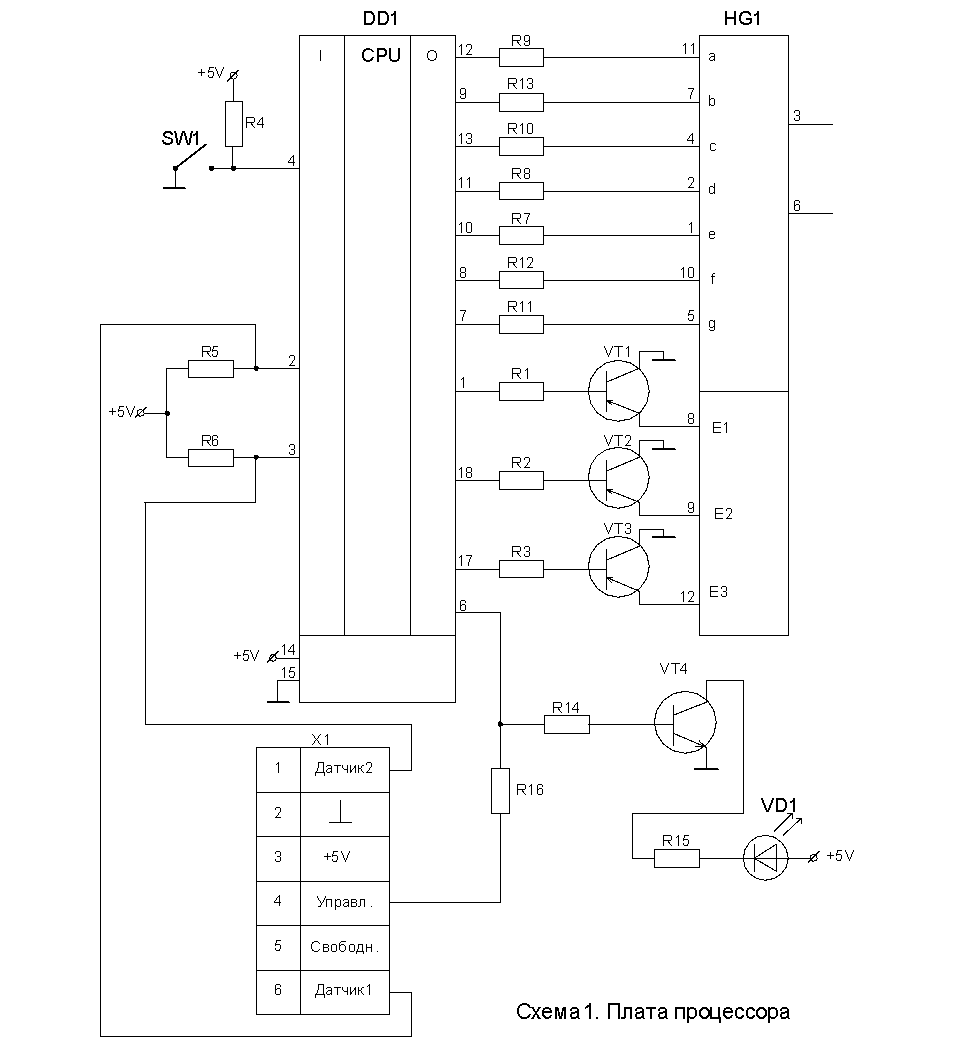 DD1 HG1
I CPU O
12 R9 11 a
+5V
9 R13 7 b
R4
3
SW1
4
13 R10 4 c
11 R8 2 d
6
10 R7 1 e
8 R12 10 f
7 R11 5 g
R5 2
VT1
1 R1
+5V
8 E1
R6 3
VT2
18 R2
9 E2
VT3
17 R3
12 E3
6
+5V 14
15
VT4
R14
X1
1 Датчик2
R16
2
VD1
3 +5V
R15 +5V
4 Управл.
5 Свободн.
6 Датчик1
Схема1. Плата процессора